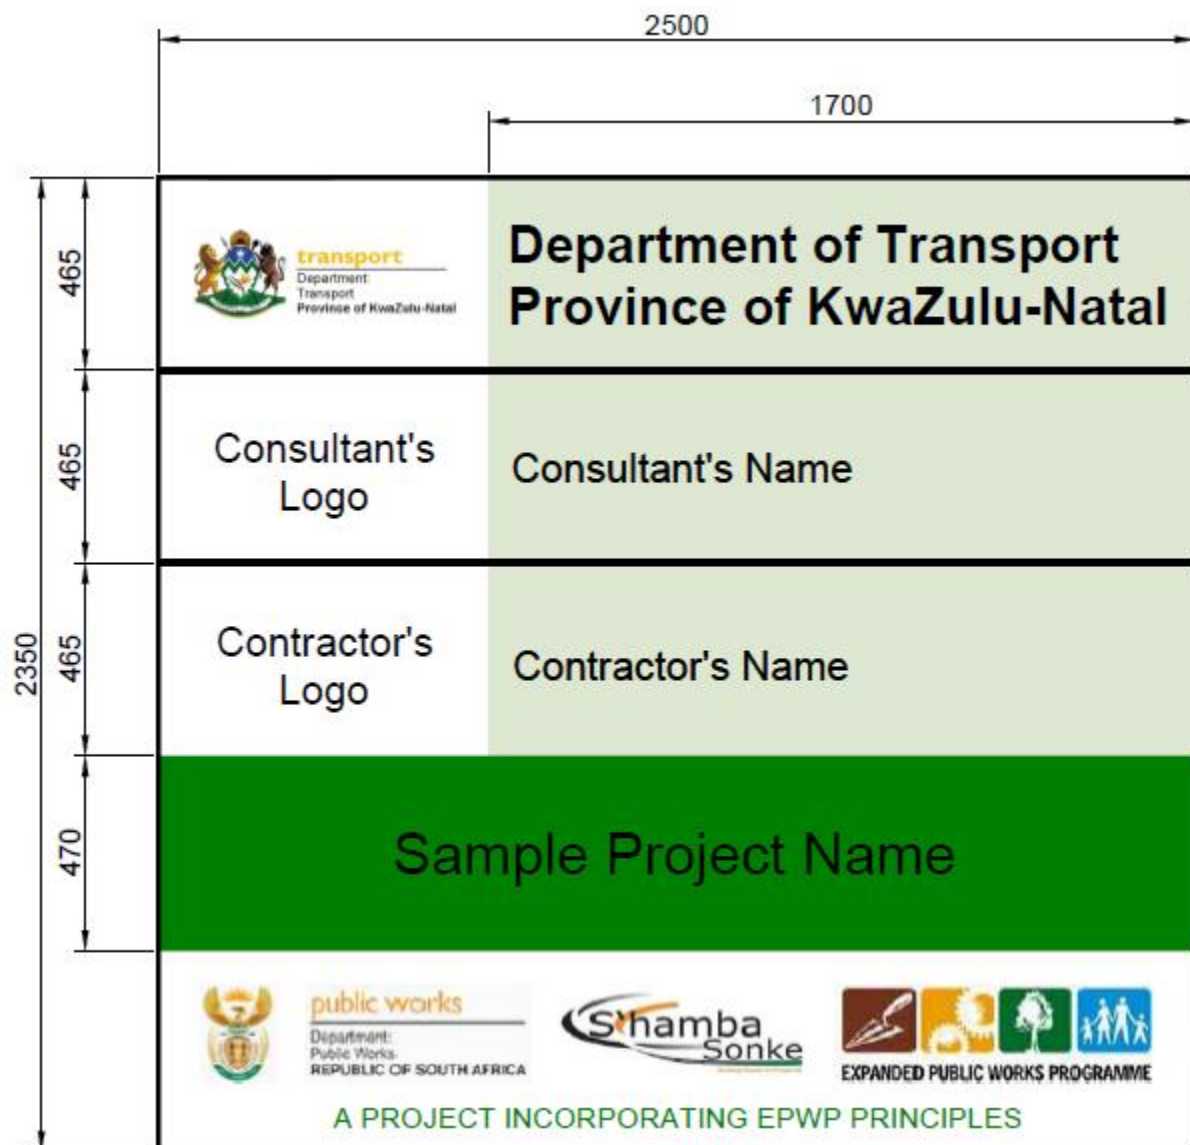 2500
1700
465
transport
Department:
Transport
Province of KwaZulu-Natal
Department of Transport
Province of KwaZulu-Natal
465
Consultant's
Logo
Consultant's Name
2350
465
Contractor's
Logo
Contractor's Name
470
Sample Project Name
public works
Department:
Public Works
REPUBLIC OF SOUTH AFRICA
S'hamba
Sonke
EXPANDED PUBLIC WORKS PROGRAMME
A PROJECT INCORPORATING EPWP PRINCIPLES